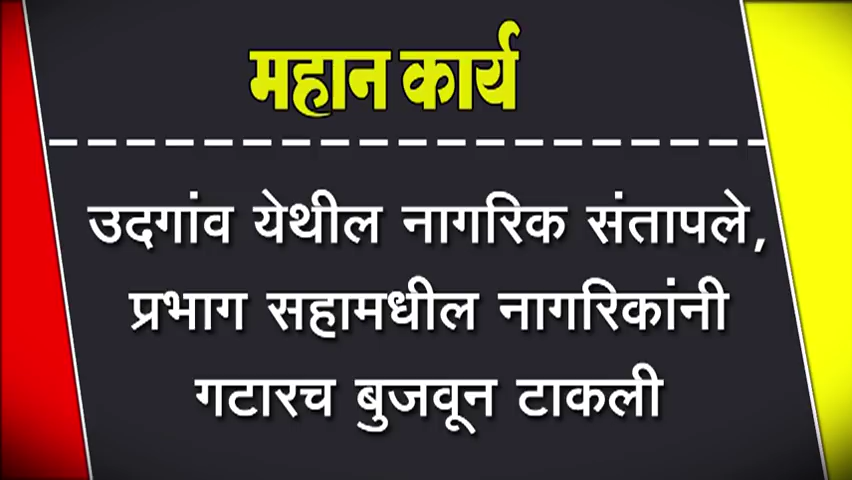 महान कार्य
उदगांव येथील नागरिक संतापले,
प्रभाग सहामधील नागरिकांनी
गटारच बुजवून टाकली